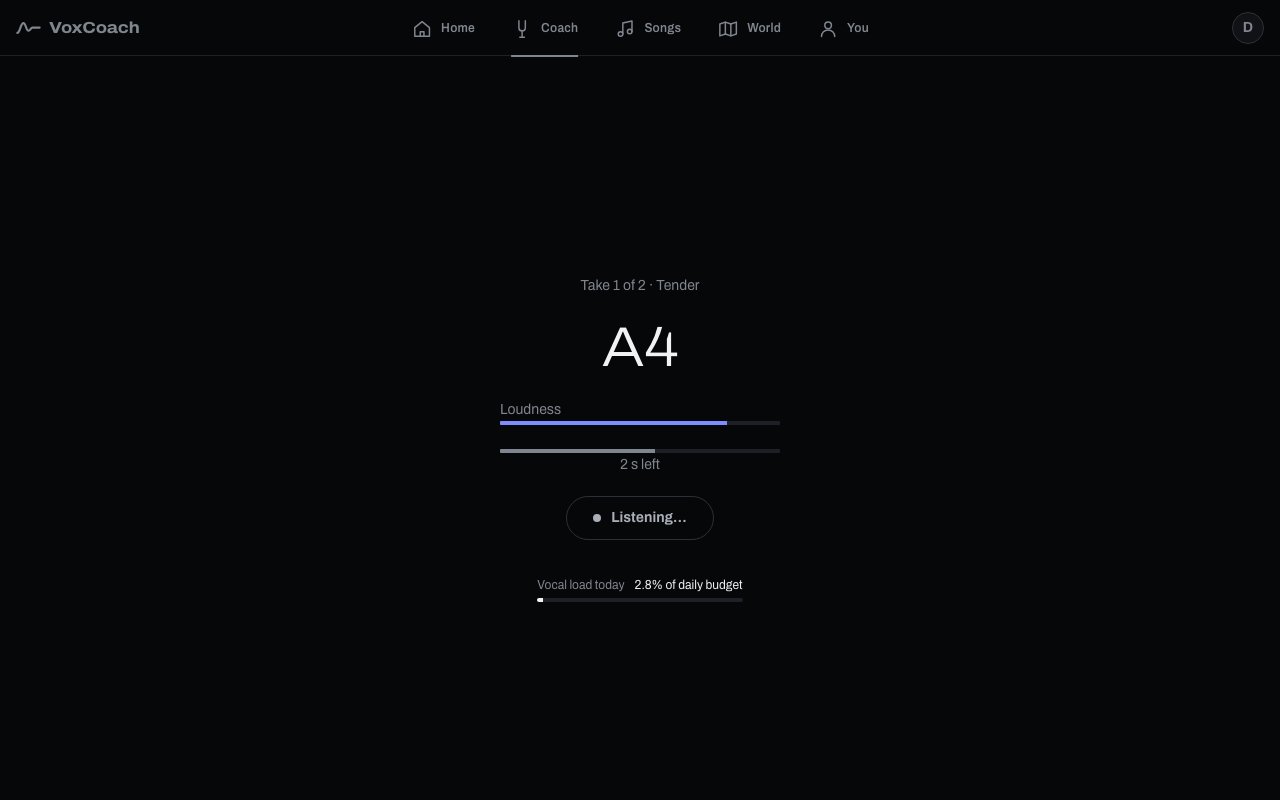 VoxCoach
Home
Coach
Songs
World
You
D
Take 1 of 2 · Tender
A4
Loudness
2 s left
Listening…
Vocal load today 2.8% of daily budget